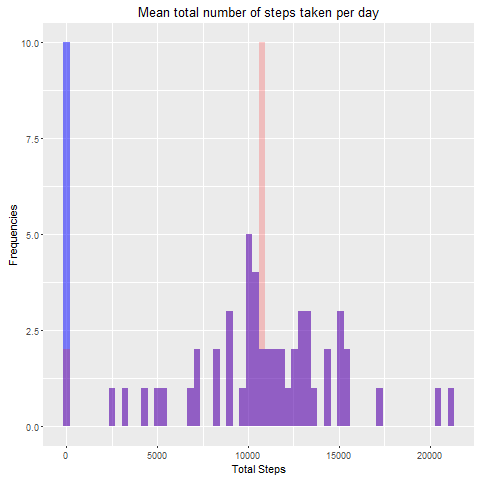 Mean total number of steps taken per day
10.0
7.5
5.0
2.5
0.0
Frequencies
0 5000 10000 15000 20000
Total Steps